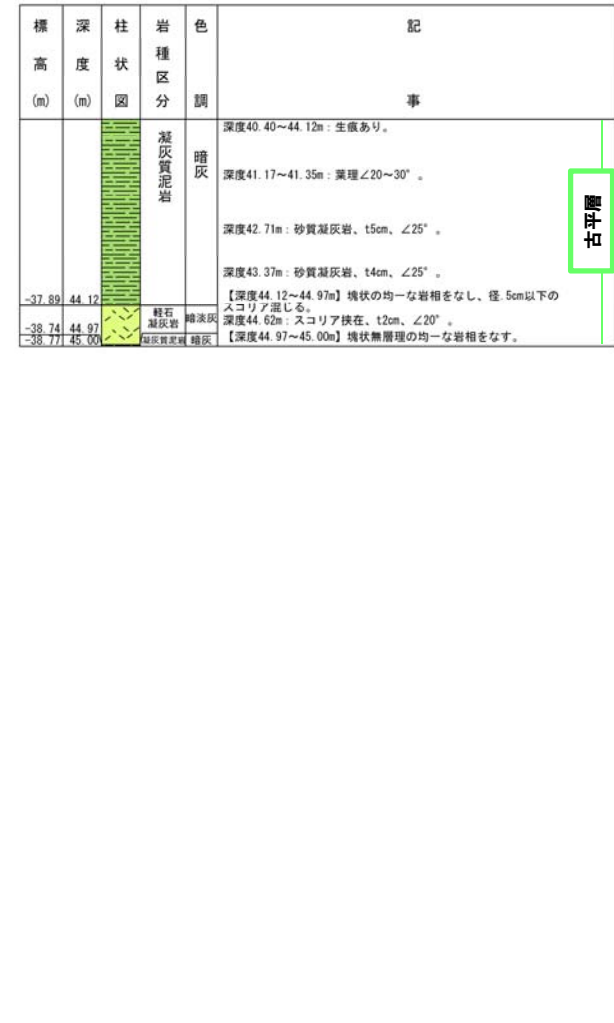 標高(m)
深度(m)
柱状図
岩種区分
色調
記事
凝灰質泥岩
暗灰
深度40.40～44.12m：生痕あり。
深度41.17～41.35m：葉理∠20～30°。
深度42.71m：砂質凝灰岩、t5cm、∠25°。
深度43.37m：砂質凝灰岩、t4cm、∠25°。
-37.89 44.12
軽石
凝灰岩
暗淡灰
【深度44.12～44.97m】塊状の均一な岩相をなし、径.5cm以下の
スコリア混じる。
深度44.62m：スコリア挟在、t2cm、∠20°。
-38.74 44.97
-38.77 45.00
凝灰質泥岩
暗灰
【深度44.97～45.00m】塊状無層理の均一な岩相をなす。
古平層